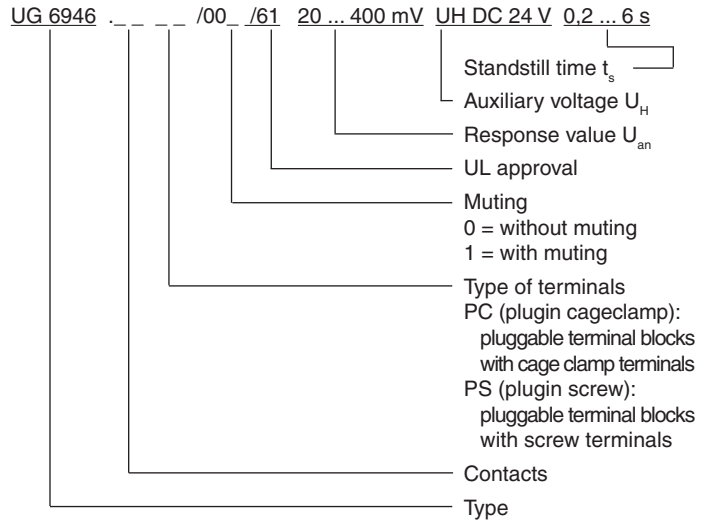 UG 6946 ._ _ _ _ /00_ /61 20 ... 400 mV UH DC 24 V 0,2 ... 6 s
Standstill time ts
Auxiliary voltage UH
Response value Uan
UL approval
Muting
0 = without muting
1 = with muting
Type of terminals
PC (plugin cageclamp):
pluggable terminal blocks
with cage clamp terminals
PS (plugin screw):
pluggable terminal blocks
with screw terminals
Contacts
Type